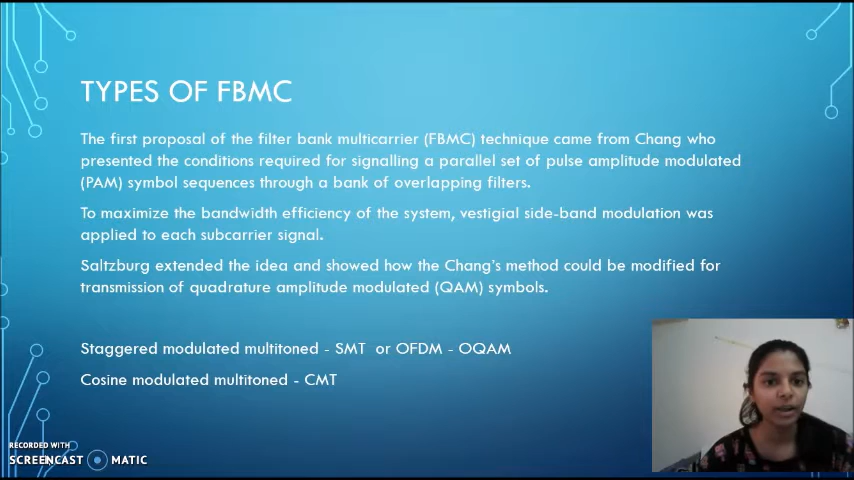 TYPES OF FBMC
The first proposal of the filter bank multicarrier (FBMC) technique came from Chang who
presented the conditions required for signalling a parallel set of pulse amplitude modulated
(PAM) symbol sequences through a bank of overlapping filters.
To maximize the bandwidth efficiency of the system, vestigial side-band modulation was
applied to each subcarrier signal.
Saltzburg extended the idea and showed how the Chang's method could be modified for
transmission of quadrature amplitude modulated (QAM) symbols.
Staggered modulated multitoned - SMT or OFDM - OQAM
Cosine modulated multitoned - CMT
RECORDED WITH
SCREENCAST MATIC